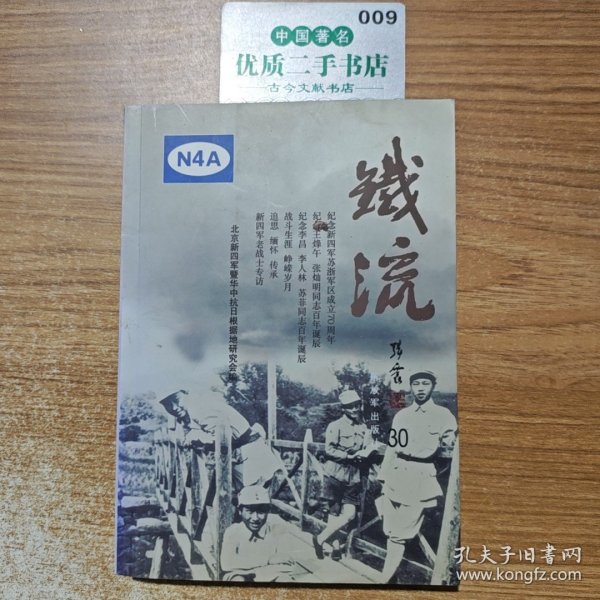 009
中国著名
优质二手书店
古今文献书店
N4A
鐵流
纪念新四军苏浙军区成立70周年
纪念王烽午 张灿明同志百年诞辰
纪念李昌 李人林 苏菲同志百年诞辰
战斗生涯 峥嵘岁月
追思 缅怀 传承
新四军老战士专访
北京新四军暨华中抗日根据地研究会编
军出版
30
孔夫子旧书网
www.kongfz.com